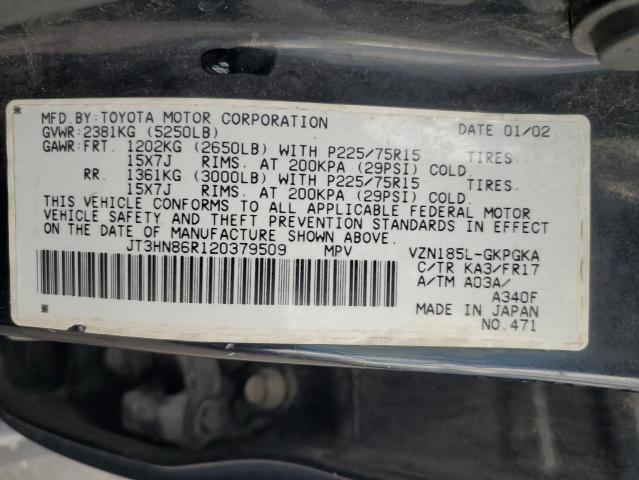 MFD.BY:TOYOTA MOTOR CORPORATION DATE 01/02
GVWR:2381KG (5250LB)
GAWR:FRT. 1202KG (2650LB) WITH P225/75R15 TIRES.
15X7J RIMS. AT 200KPA (29PSI) COLD.
RR. 1361KG (3000LB) WITH P225/75R15 TIRES.
15X7J RIMS. AT 200KPA (29PSI) COLD.
THIS VEHICLE CONFORMS TO ALL APPLICABLE FEDERAL MOTOR
VEHICLE SAFETY AND THEFT PREVENTION STANDARDS IN EFFECT
ON THE DATE OF MANUFACTURE SHOWN ABOVE.
JT3HN86R120379509 MPV VZN185L-GKPGKA
C/TR KA3/FR17
A/TM A03A/
A340F
MADE IN JAPAN
NO.471